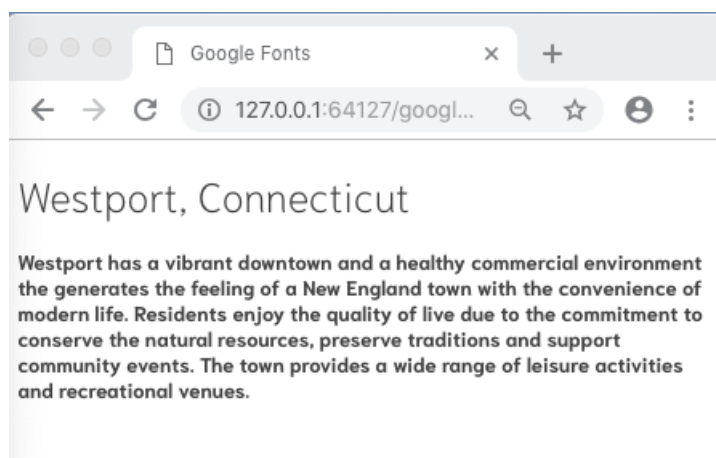 Google Fonts
127.0.0.1:64127/googl...
Westport, Connecticut
Westport has a vibrant downtown and a healthy commercial environment
the generates the feeling of a New England town with the convenience of
modern life. Residents enjoy the quality of live due to the commitment to
conserve the natural resources, preserve traditions and support
community events. The town provides a wide range of leisure activities
and recreational venues.